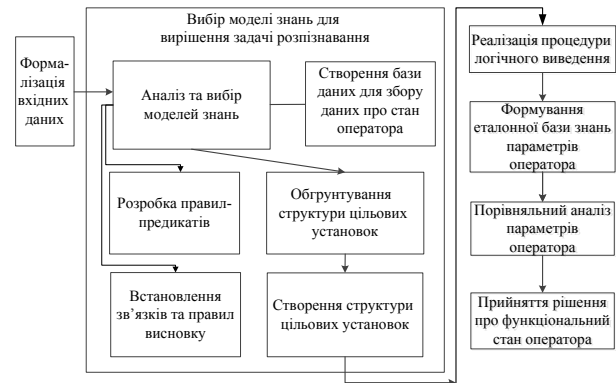 Вибір моделі знань для
вирішення задачі розпізнавання
Форма-
лізація
вхідних
даних
Аналіз та вибір
моделей знань
Створення бази
даних для збору
даних про стан
оператора
Розробка правил-
предикатів
Обгрунтування
структури цільових
установок
Встановлення
зв’язків та правил
висновку
Створення структури
цільових установок
Реалізація процедури
логічного виведення
Формування
еталонної бази знань
параметрів
оператора
Порівняльний аналіз
параметрів
оператора
Прийняття рішення
про функціональний
стан оператора